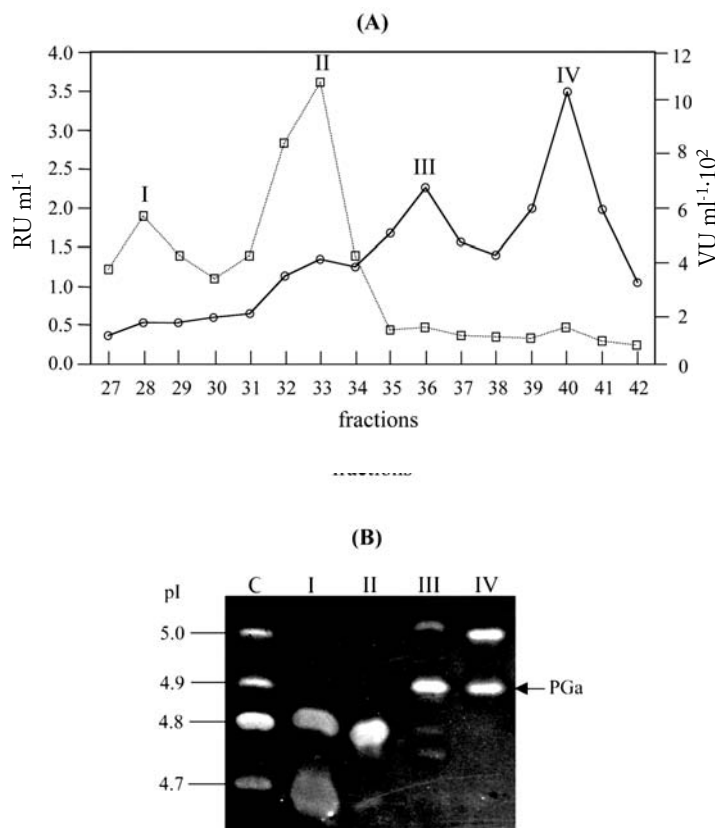 (A)
4.0
3.5
3.0
2.5
2.0
1.5
1.0
0.5
0.0
RU ml⁻¹
12
10
8
6
4
2
0
VU ml⁻¹·10²
I
II
III
IV
27 28 29 30 31 32 33 34 35 36 37 38 39 40 41 42
fractions
(B)
pI C I II III IV
5.0
4.9
PGa
4.8
4.7